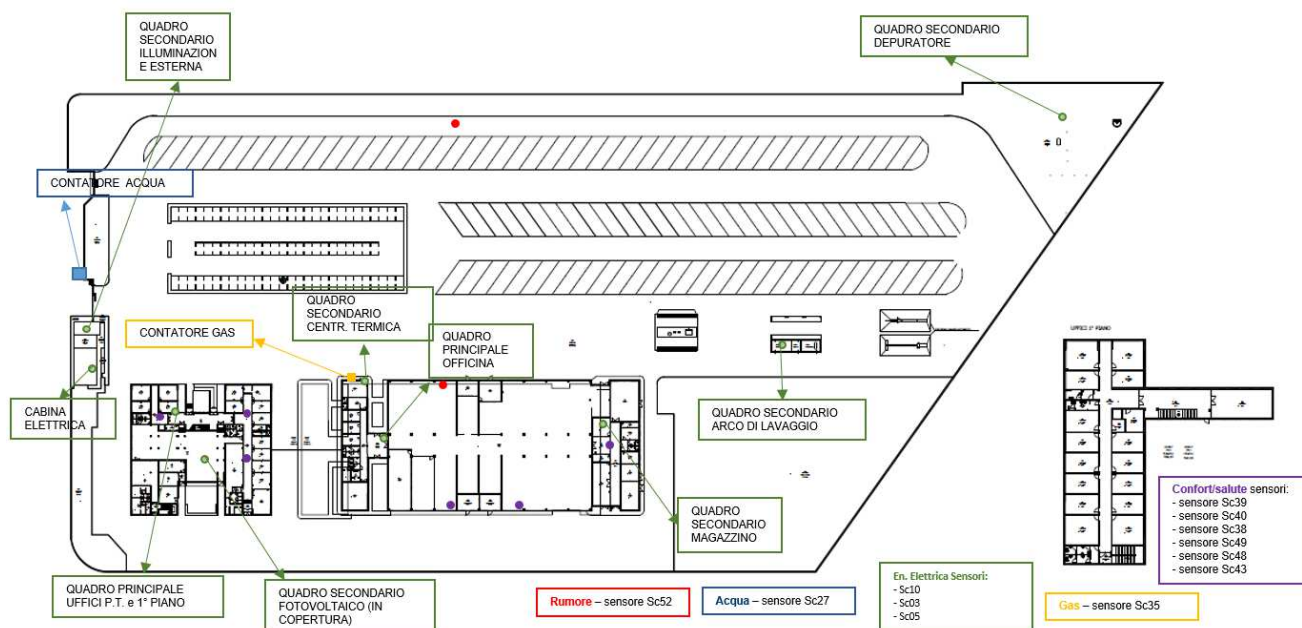 QUADRO
SECONDARIO
ILLUMINAZION
E ESTERNA
QUADRO SECONDARIO
DEPURATORE
CONTATORE ACQUA
QUADRO
SECONDARIO
CENTR. TERMICA
CONTATORE GAS
QUADRO
PRINCIPALE
OFFICINA
UFFICI 1° PIANO
CABINA
ELETTRICA
QUADRO SECONDARIO
ARCO DI LAVAGGIO
QUADRO
SECONDARIO
MAGAZZINO
Confort/salute sensori:
- sensore Sc39
- sensore Sc40
- sensore Sc38
- sensore Sc49
- sensore Sc48
- sensore Sc43
QUADRO PRINCIPALE
UFFICI P.T. e 1° PIANO
QUADRO SECONDARIO
FOTOVOLTAICO (IN
COPERTURA)
Rumore – sensore Sc52
Acqua – sensore Sc27
En. Elettrica Sensori:
- Sc10
- Sc03
- Sc05
Gas – sensore Sc35